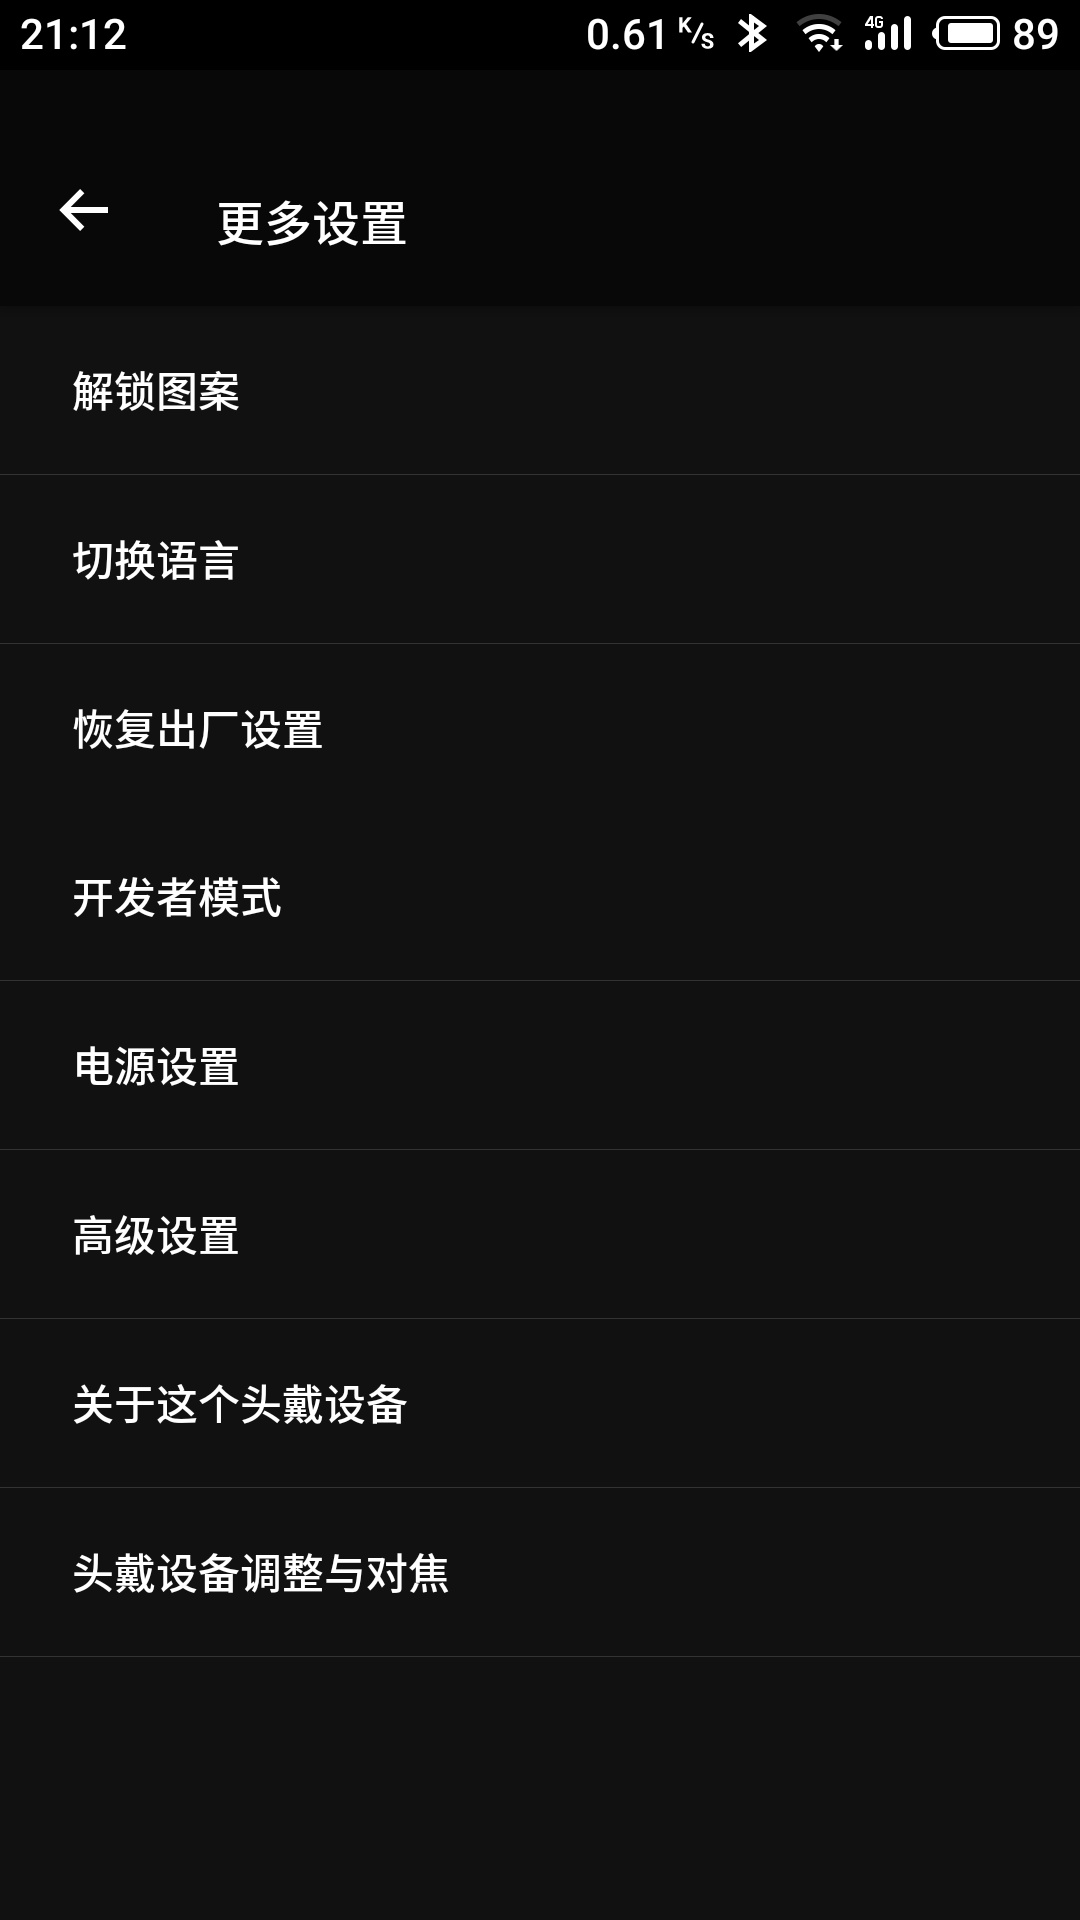 21:12 0.61 K/s 4G 89
更多设置
解锁图案
切换语言
恢复出厂设置
开发者模式
电源设置
高级设置
关于这个头戴设备
头戴设备调整与对焦